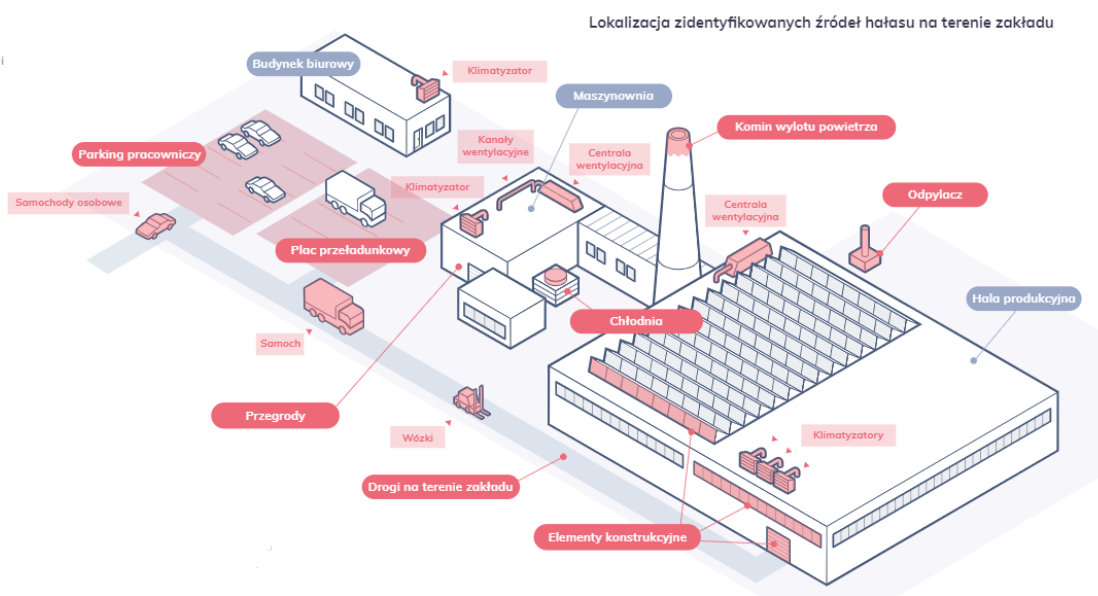 Lokalizacja zidentyfikowanych źródeł hałasu na terenie zakładu
i
Budynek biurowy
Klimatyzator
Maszynownia
Komin wylotu powietrza
Kanały
wentylacyjne
Centrala
wentylacyjna
Parking pracowniczy
Klimatyzator
Samochody osobowe
Centrala
wentylacyjna
Odpylacz
Plac przeładunkowy
Hala produkcyjna
Chłodnia
Samoch
Przegrody
Wózki
Klimatyzatory
Drogi na terenie zakładu
Elementy konstrukcyjne